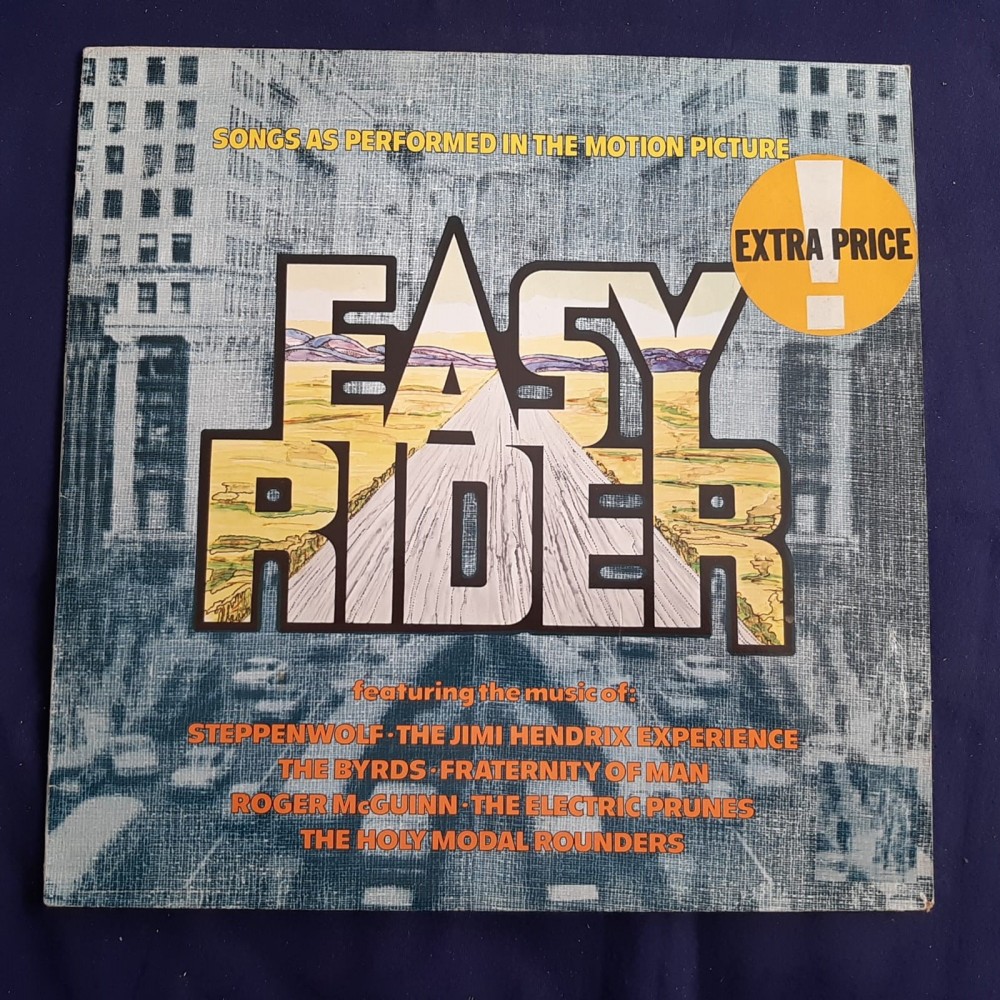 SONGS AS PERFORMED IN THE MOTION PICTURE
!
EXTRA PRICE
EASY
RIDER
featuring the music of:
STEPPENWOLF · THE JIMI HENDRIX EXPERIENCE
THE BYRDS · FRATERNITY OF MAN
ROGER McGUINN · THE ELECTRIC PRUNES
THE HOLY MODAL ROUNDERS